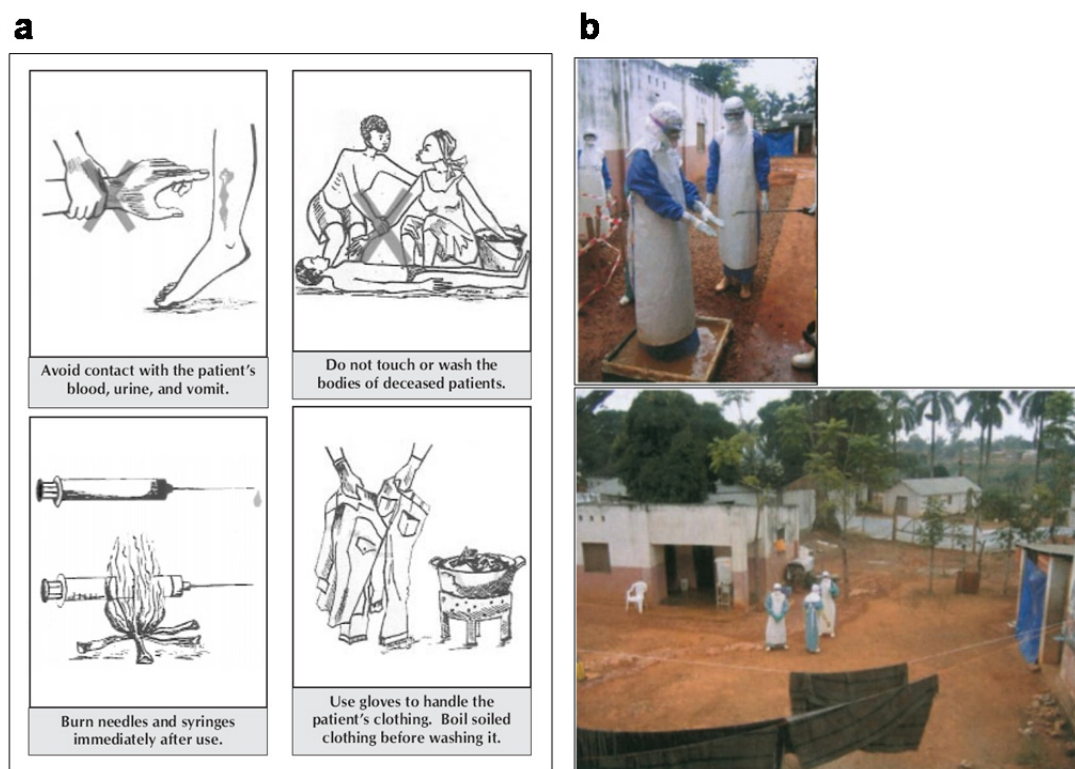 a
b
Avoid contact with the patient's
blood, urine, and vomit.
Do not touch or wash the
bodies of deceased patients.
Burn needles and syringes
immediately after use.
Use gloves to handle the
patient's clothing.  Boil soiled
clothing before washing it.